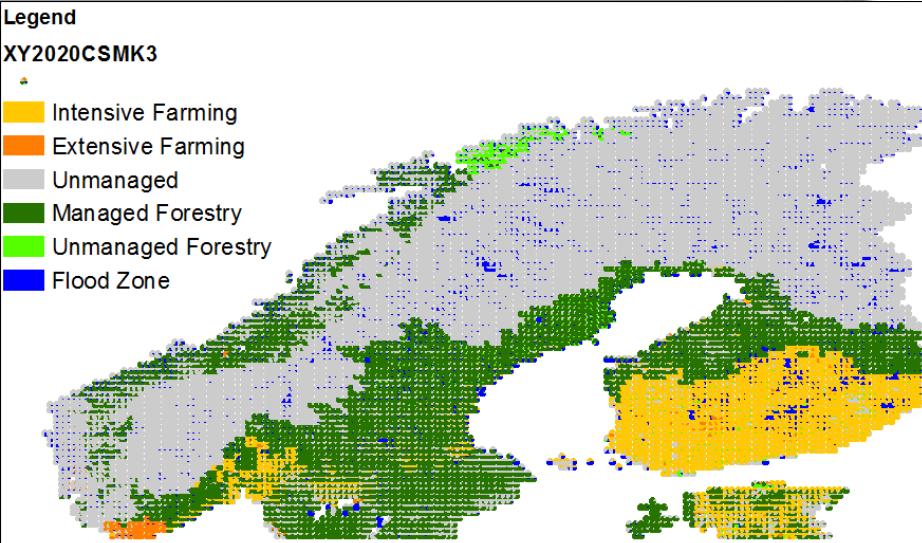 Legend
XY2020CSMK3
Intensive Farming
Extensive Farming
Unmanaged
Managed Forestry
Unmanaged Forestry
Flood Zone